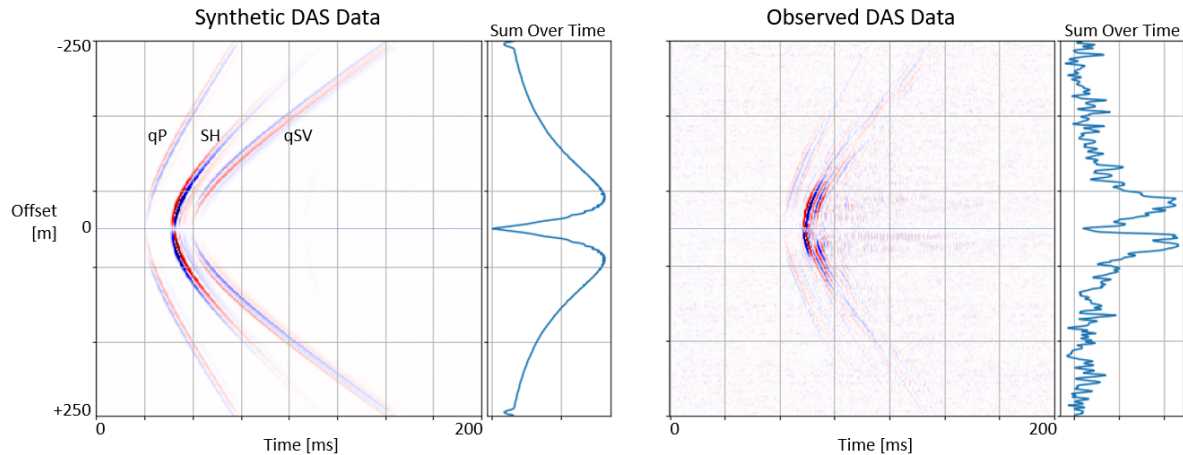 Synthetic DAS Data
Observed DAS Data
Sum Over Time
Sum Over Time
-250
qP
SH
qSV
Offset
[m]
0
+250
0
200
0
200
Time [ms]
Time [ms]